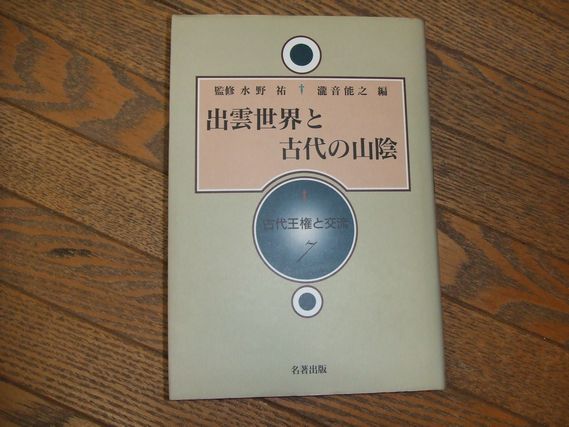 監修 水野 祐 † 瀧音能之 編
出雲世界と
古代の山陰
古代王権と交流
7
名著出版